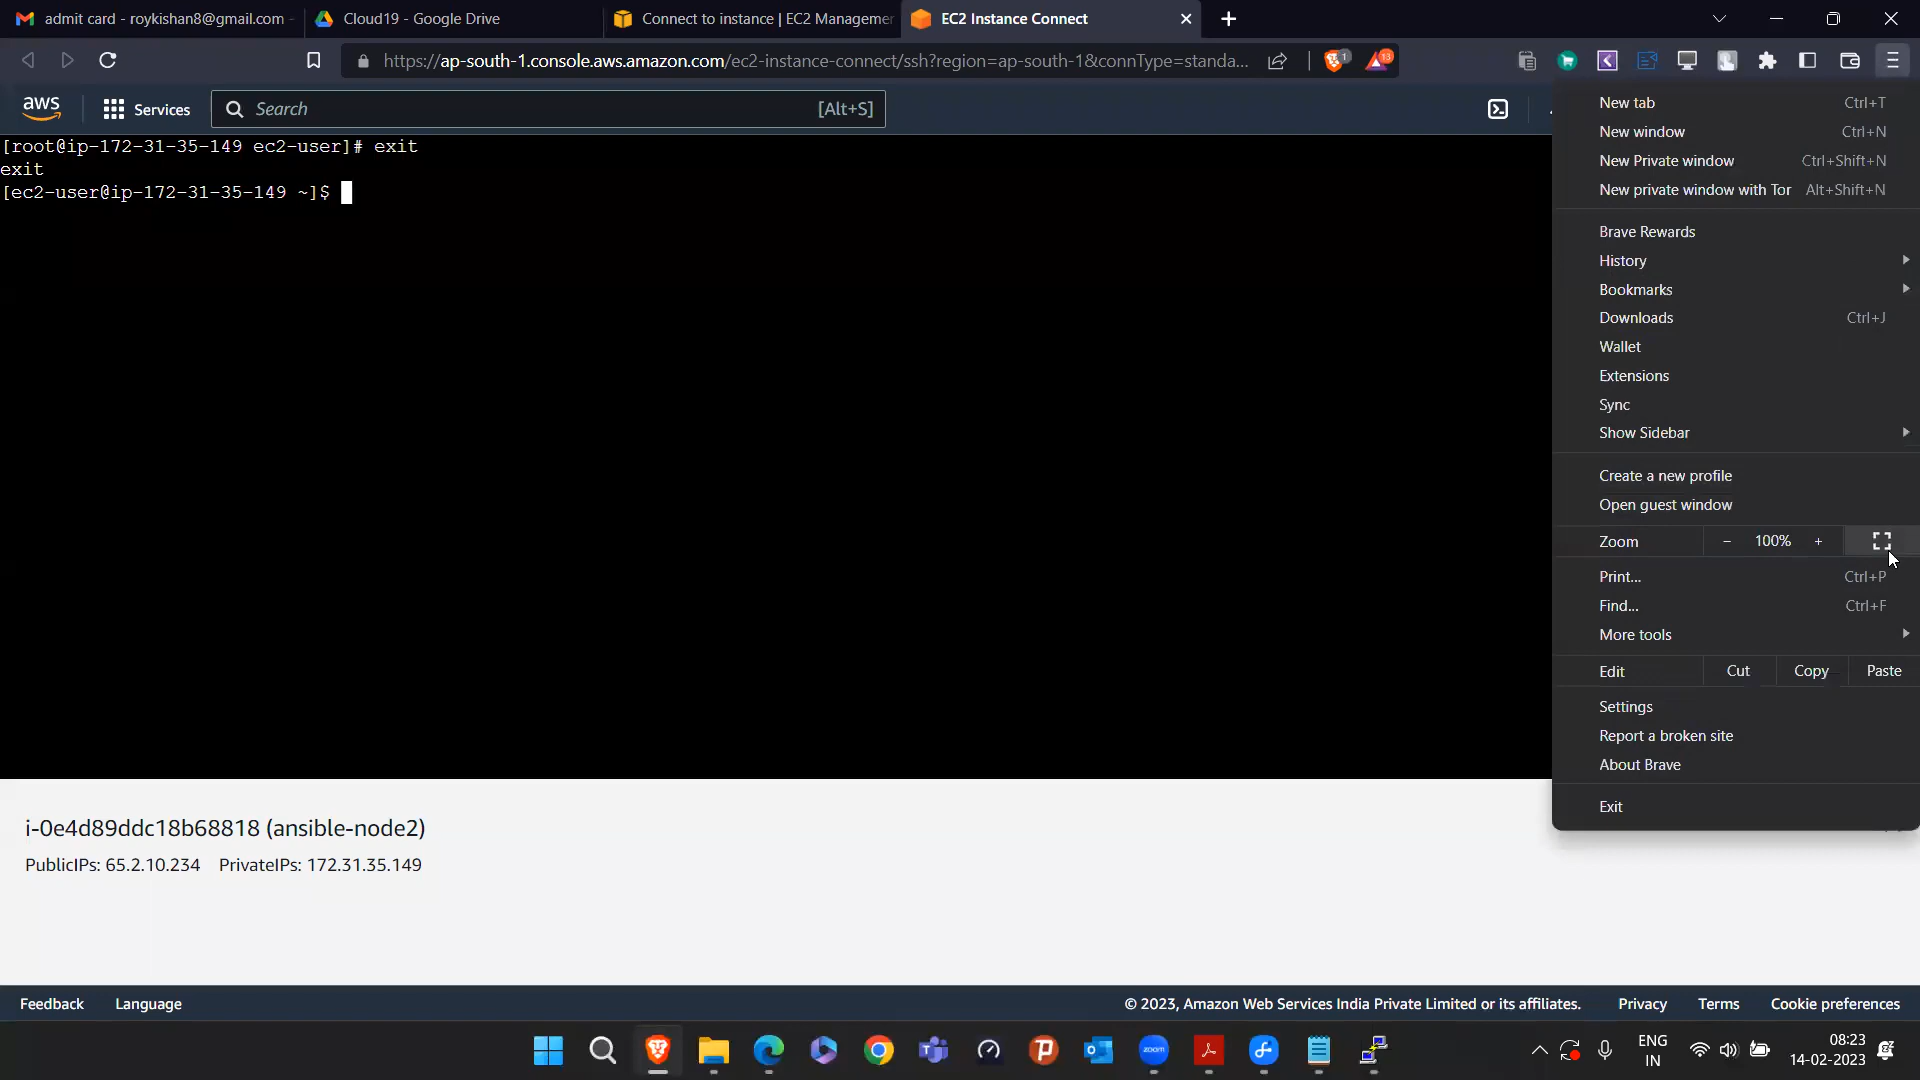 admit card - roykishan8@gmail.com
Cloud19 - Google Drive
Connect to instance | EC2 Manageme
EC2 Instance Connect
https://ap-south-1.console.aws.amazon.com/ec2-instance-connect/ssh?region=ap-south-1&connType=standa...
1
13
aws
Services
Search
[Alt+S]
[root@ip-172-31-35-149 ec2-user]# exit
exit
[ec2-user@ip-172-31-35-149 ~]$
New tab Ctrl+T
New window Ctrl+N
New Private window Ctrl+Shift+N
New private window with Tor Alt+Shift+N
Brave Rewards
History
Bookmarks
Downloads Ctrl+J
Wallet
Extensions
Sync
Show Sidebar
Create a new profile
Open guest window
Zoom - 100% +
Print... Ctrl+P
Find... Ctrl+F
More tools
Edit Cut Copy Paste
Settings
Report a broken site
About Brave
Exit
i-0e4d89ddc18b68818 (ansible-node2)
PublicIPs: 65.2.10.234 PrivateIPs: 172.31.35.149
Feedback Language © 2023, Amazon Web Services India Private Limited or its affiliates. Privacy Terms Cookie preferences
zoom
ENG
IN
08:23
14-02-2023